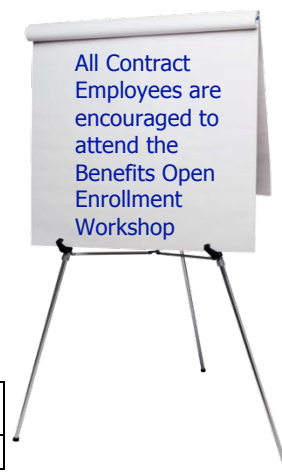 All Contract
Employees are
encouraged to
attend the
Benefits Open
Enrollment
Workshop